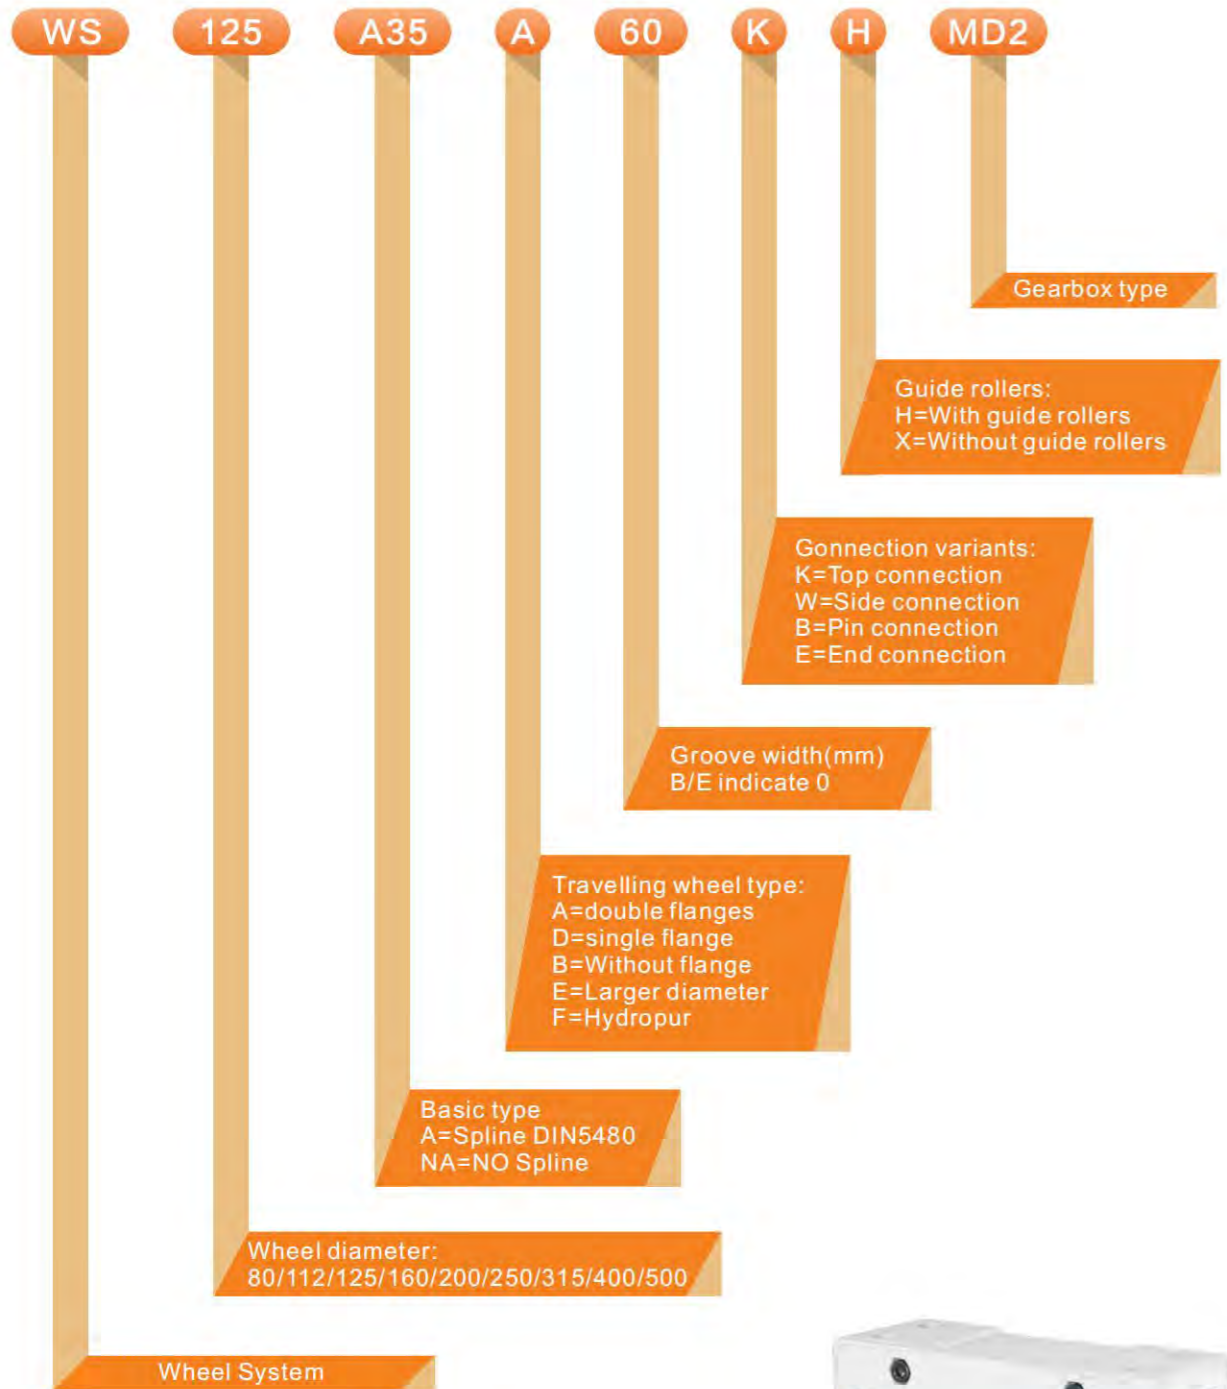 WS 125 A35 A 60 K H MD2
Gearbox type
Guide rollers:
H=With guide rollers
X=Without guide rollers
Gonnection variants:
K=Top connection
W=Side connection
B=Pin connection
E=End connection
Groove width(mm)
B/E indicate 0
Travelling wheel type:
A=double flanges
D=single flange
B=Without flange
E=Larger diameter
F=Hydropur
Basic type
A=Spline DIN5480
NA=NO Spline
Wheel diameter:
80/112/125/160/200/250/315/400/500
Wheel System